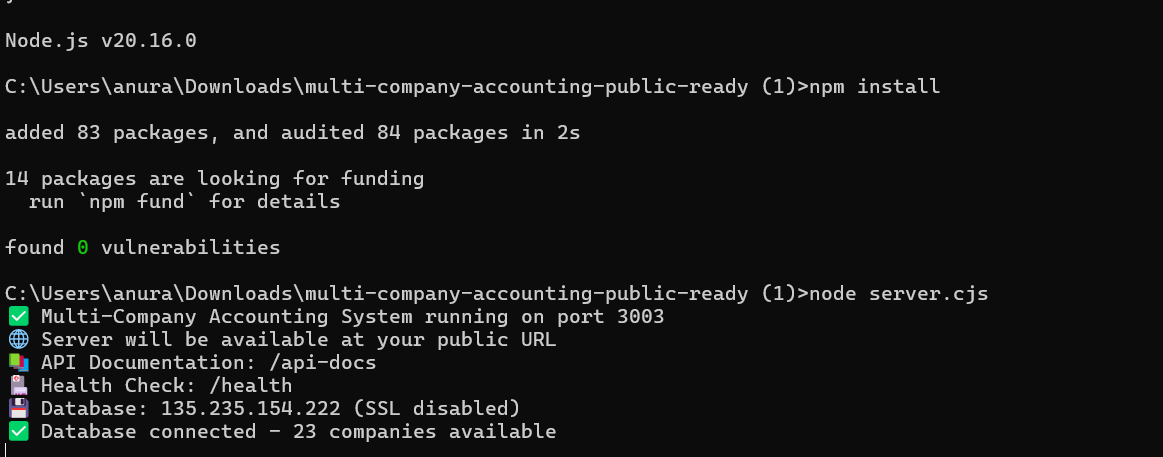 Node.js v20.16.0
C:\Users\anura\Downloads\multi-company-accounting-public-ready (1)>npm install
added 83 packages, and audited 84 packages in 2s
14 packages are looking for funding
run `npm fund` for details
found 0 vulnerabilities
C:\Users\anura\Downloads\multi-company-accounting-public-ready (1)>node server.cjs
✅ Multi-Company Accounting System running on port 3003
🌐 Server will be available at your public URL
📚 API Documentation: /api-docs
🏥 Health Check: /health
💾 Database: 135.235.154.222 (SSL disabled)
✅ Database connected - 23 companies available